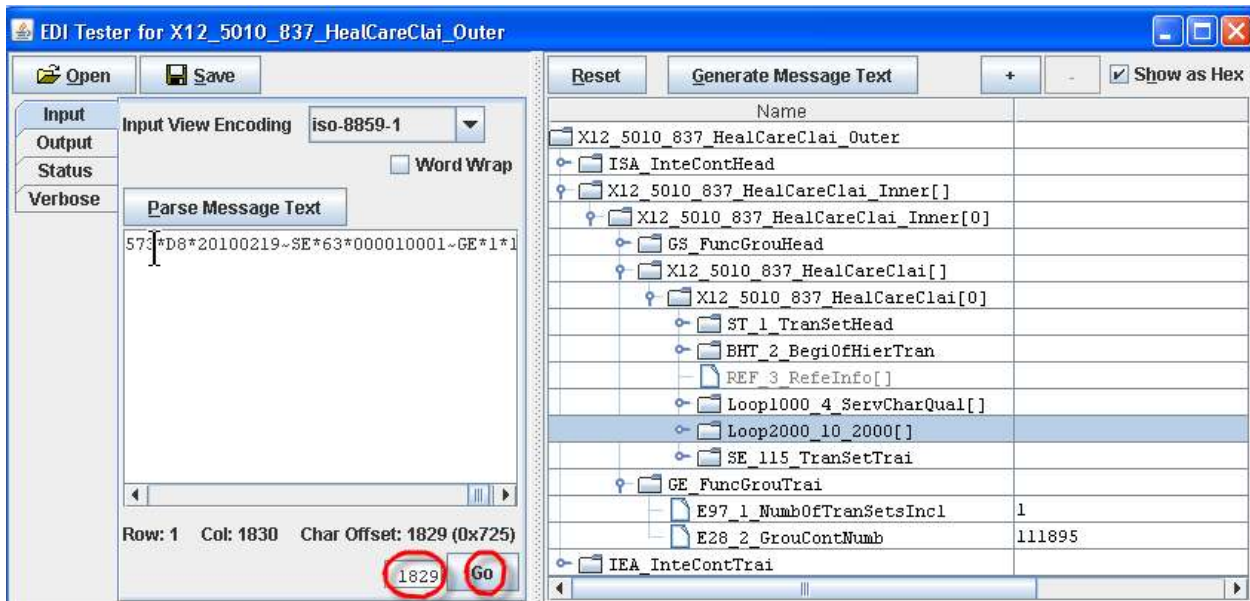 EDI Tester for X12_5010_837_HealCareClai_Outer
Open Save
Input
Output
Status
Verbose
Input View Encoding iso-8859-1
Word Wrap
Parse Message Text
573*D8*20100219~SE*63*000010001~GE*1*1
Row: 1 Col: 1830 Char Offset: 1829 (0x725)
1829 Go
Reset Generate Message Text + - Show as Hex
Name
X12_5010_837_HealCareClai_Outer
ISA_InteContHead
X12_5010_837_HealCareClai_Inner[]
X12_5010_837_HealCareClai_Inner[0]
GS_FuncGrouHead
X12_5010_837_HealCareClai[]
X12_5010_837_HealCareClai[0]
ST_1_TranSetHead
BHT_2_BegiOfHierTran
REF_3_RefeInfo[]
Loop1000_4_ServCharQual[]
Loop2000_10_2000[]
SE_115_TranSetTrai
GE_FuncGrouTrai
E97_1_NumbOfTranSetsIncl 1
E28_2_GrouContNumb 111895
IEA_InteContTrai